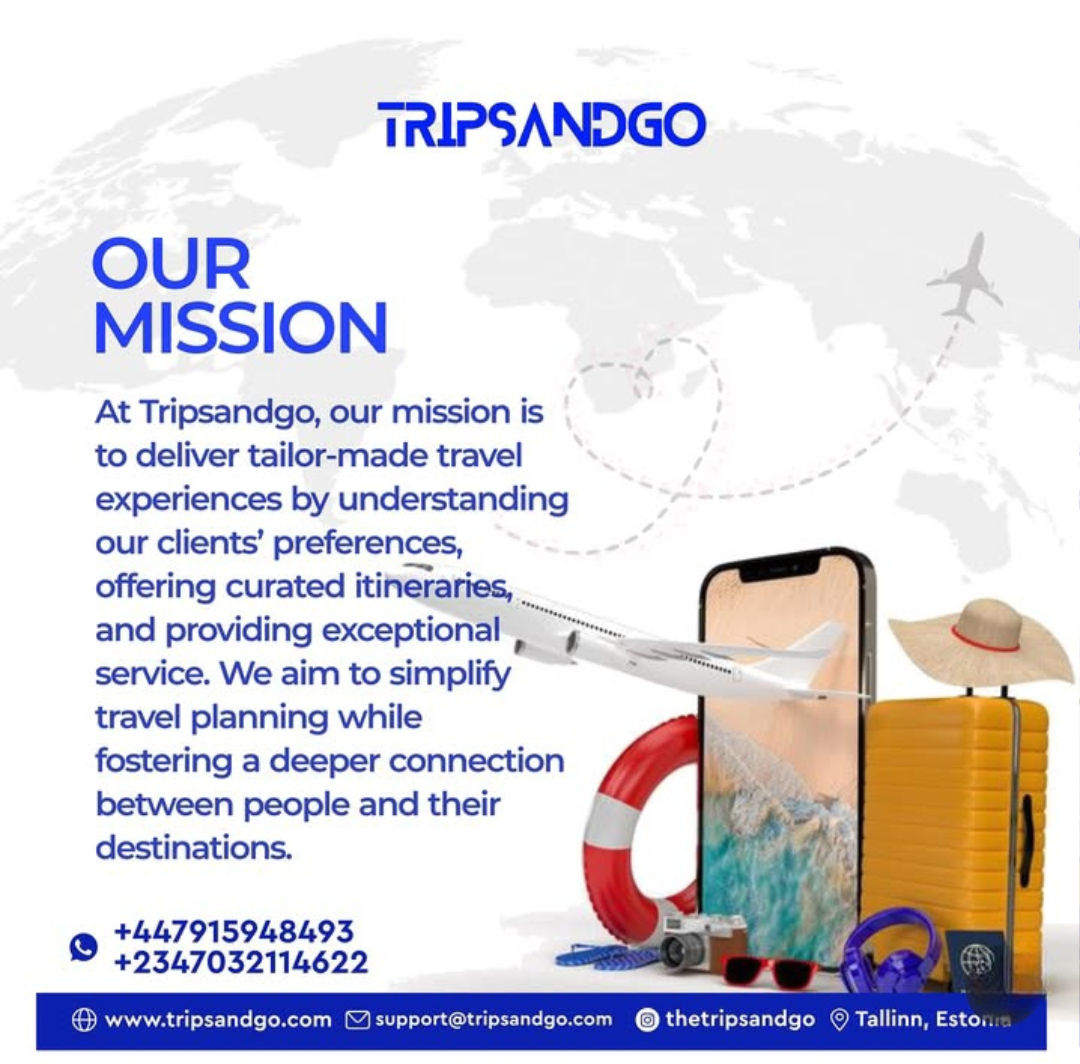 TRIPSANDGO
OUR
MISSION
At Tripsandgo, our mission is
to deliver tailor-made travel
experiences by understanding
our clients’ preferences,
offering curated itineraries,
and providing exceptional
service. We aim to simplify
travel planning while
fostering a deeper connection
between people and their
destinations.
+447915948493
+2347032114622
www.tripsandgo.com support@tripsandgo.com thetripsandgo Tallinn, Estonia